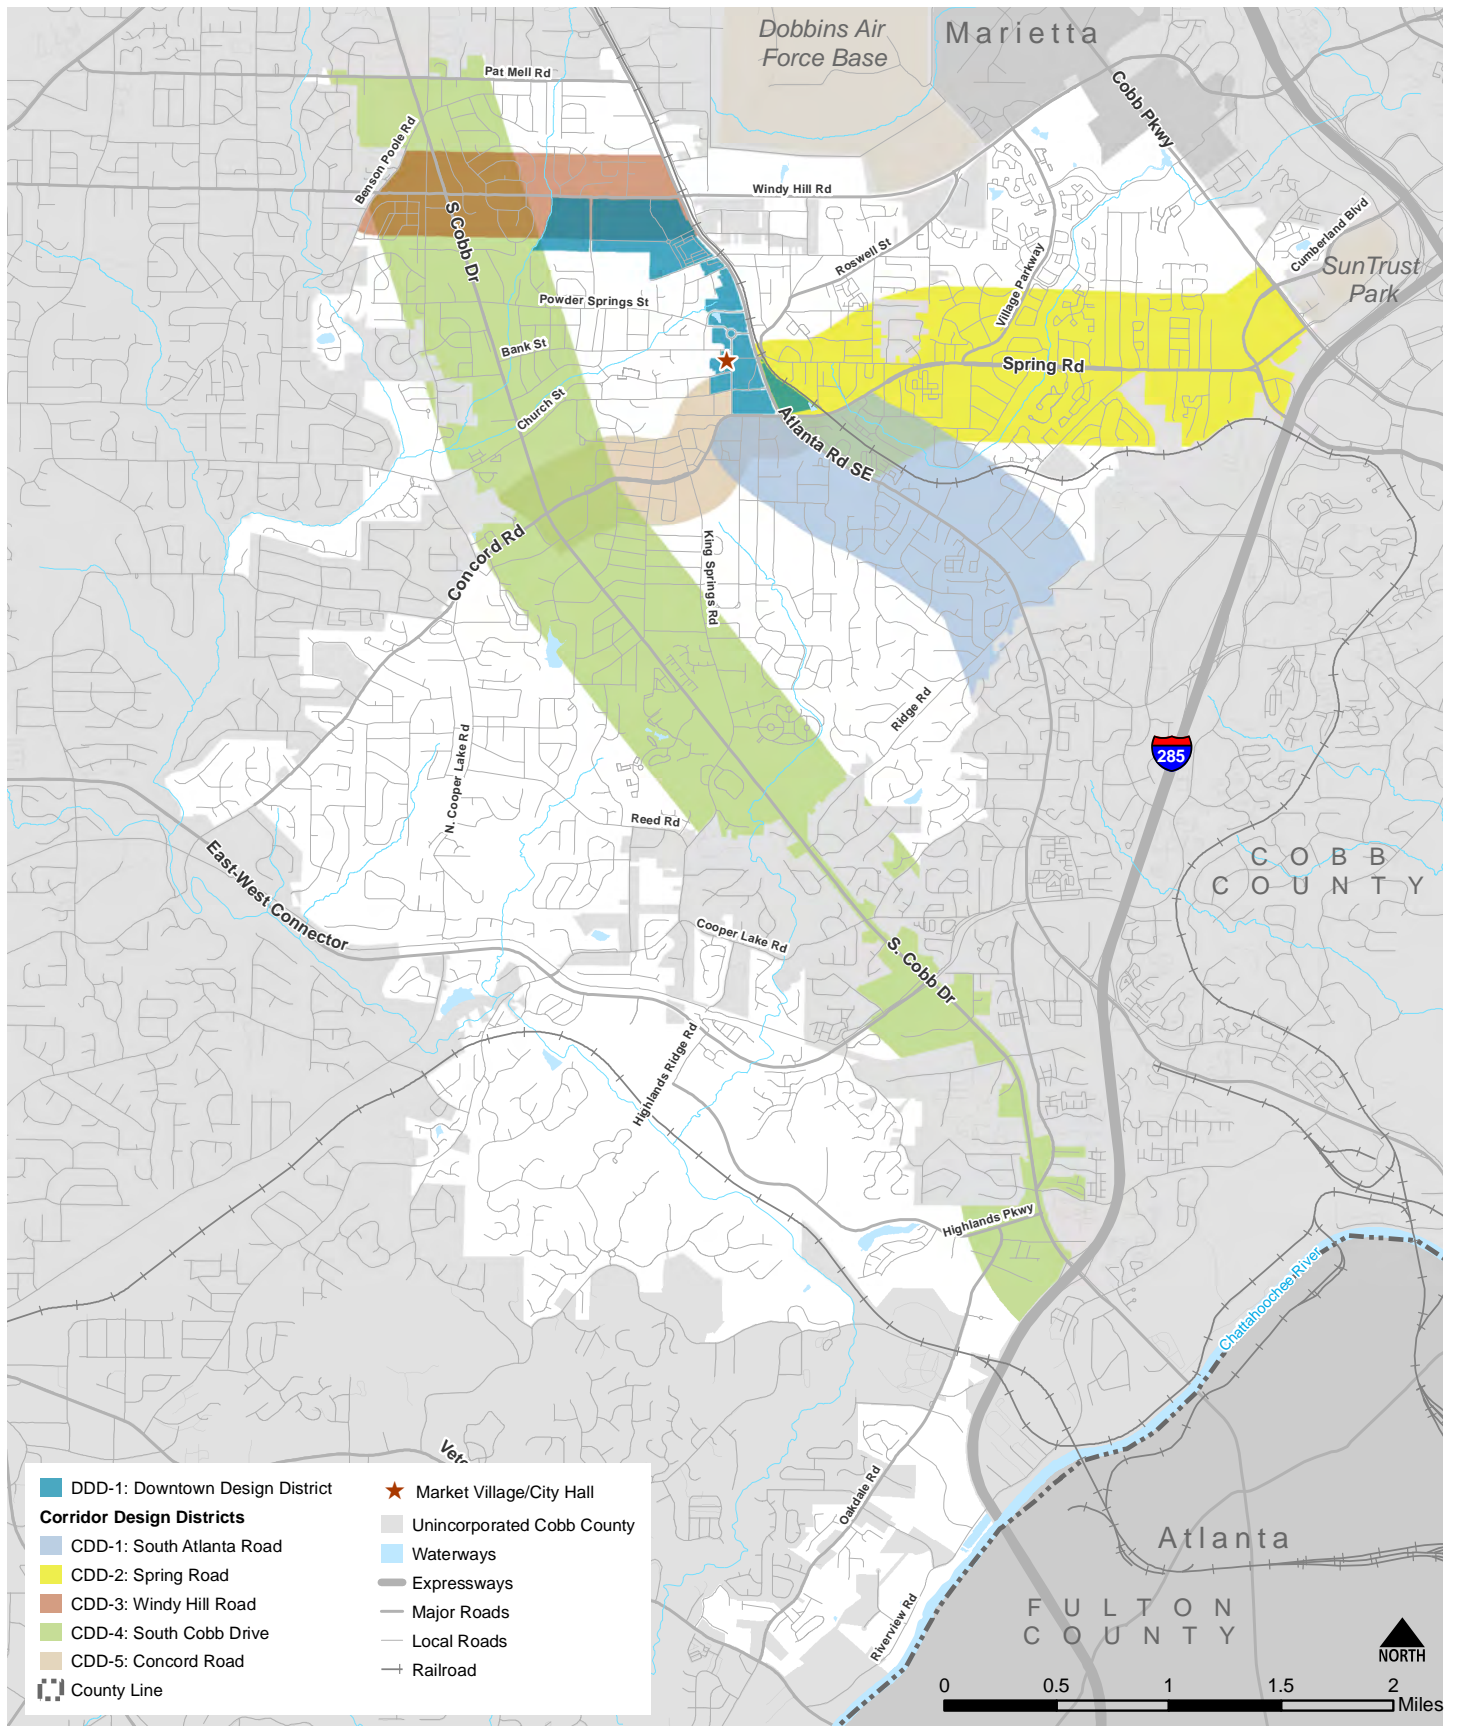 Dobbins Air
Force Base
Marietta
Pat Mell Rd
Cobb Pkwy
Benson Poole Rd
Windy Hill Rd
S Cobb Dr
Cumberland Blvd
Roswell St
SunTrust
Park
Village Parkway
Powder Springs St
Bank St
Spring Rd
Church St
Atlanta Rd SE
Concord Rd
King Springs Rd
Ridge Rd
N. Cooper Lake Rd
285
Reed Rd
COBB
COUNTY
East-West Connector
Cooper Lake Rd
S. Cobb Dr
Highlands Ridge Rd
Highlands Pkwy
Chattahoochee River
Oakdale Rd
Atlanta
Riverview Rd
FULTON
COUNTY
DDD-1: Downtown Design District
Corridor Design Districts
CDD-1: South Atlanta Road
CDD-2: Spring Road
CDD-3: Windy Hill Road
CDD-4: South Cobb Drive
CDD-5: Concord Road
County Line
Market Village/City Hall
Unincorporated Cobb County
Waterways
Expressways
Major Roads
Local Roads
Railroad
NORTH
0 0.5 1 1.5 2
Miles